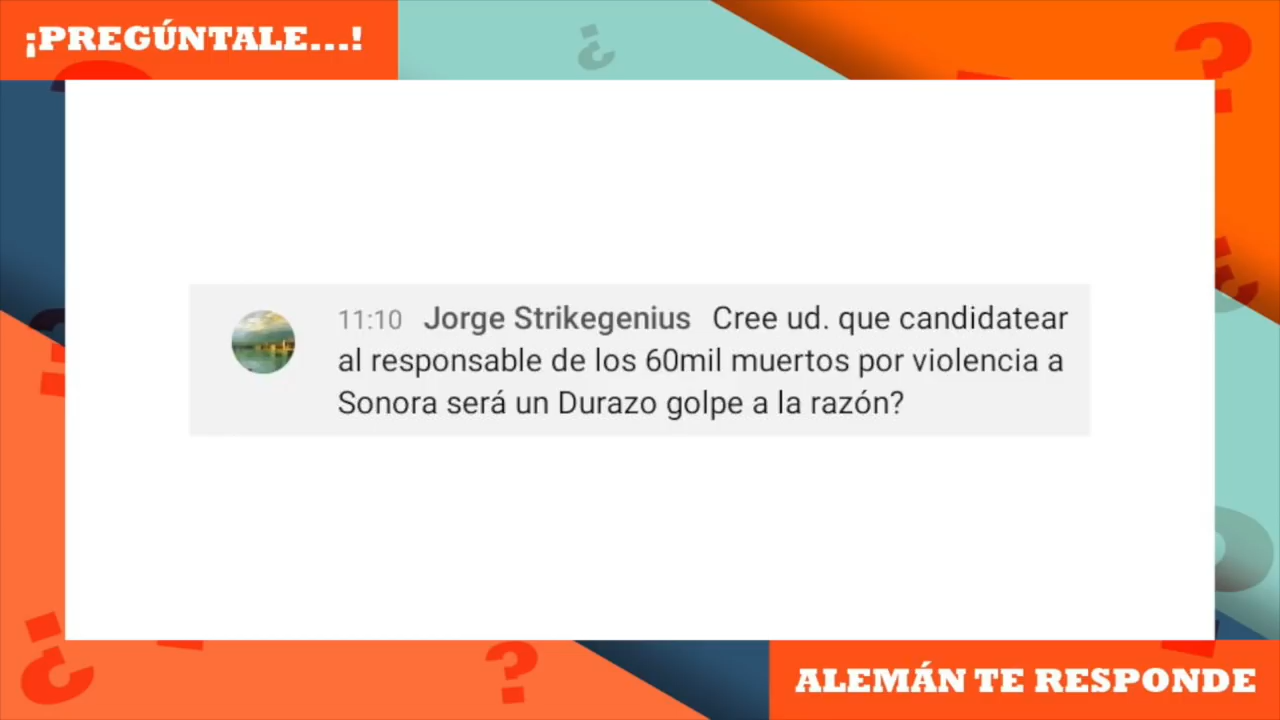 ¡PREGÚNTALE...!
11:10 Jorge Strikegenius Cree ud. que candidatear
al responsable de los 60mil muertos por violencia a
Sonora será un Durazo golpe a la razón?
ALEMÁN TE RESPONDE